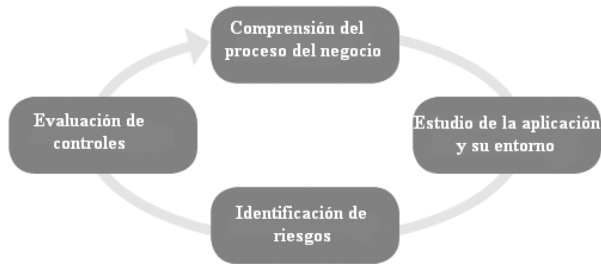 Comprensión del
proceso del negocio
Estudio de la aplicación
y su entorno
Identificación de
riesgos
Evaluación de
controles